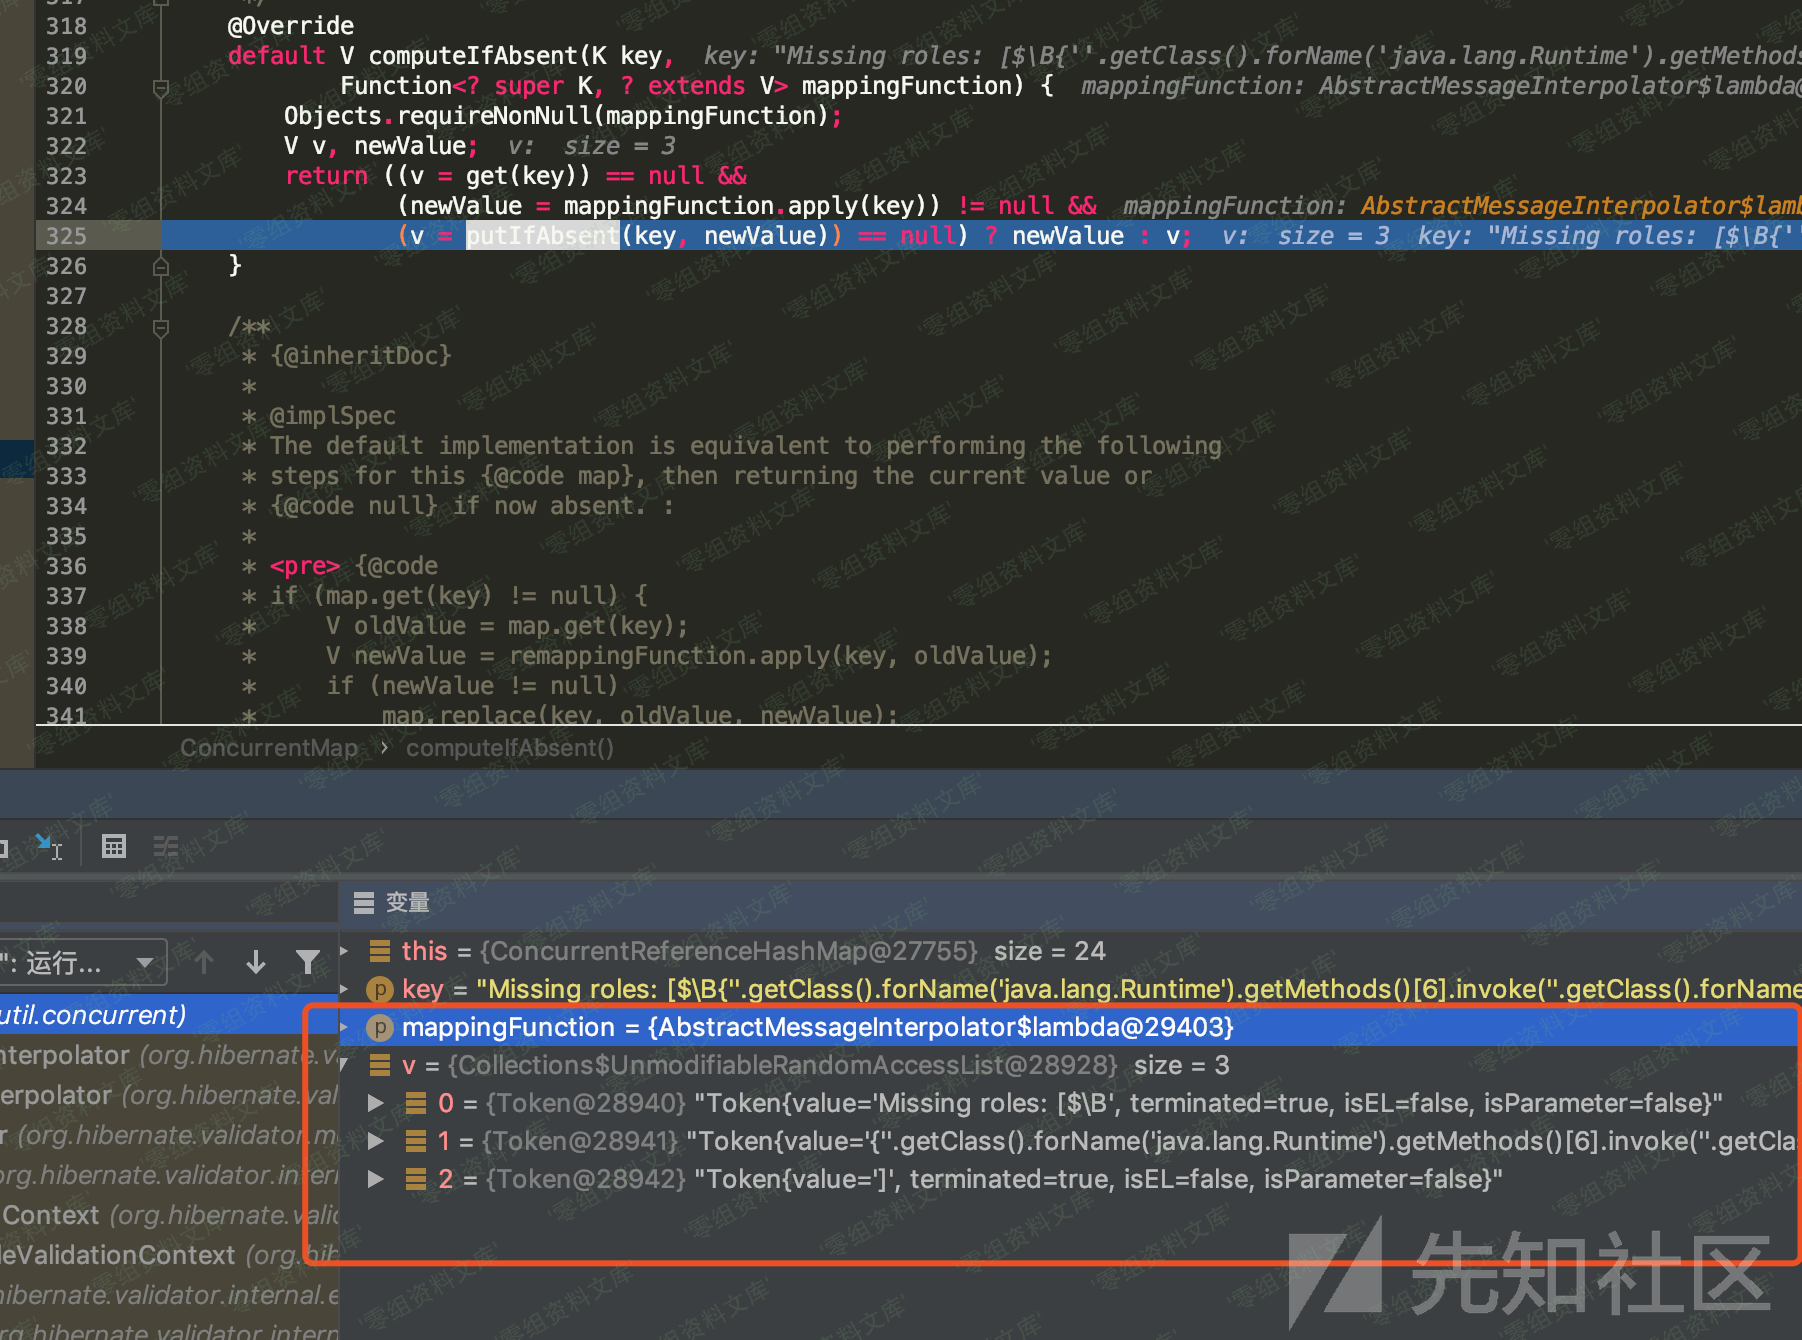 318 @Override
319 default V computeIfAbsent(K key, key: "Missing roles: [$\B{''.getClass().forName('java.lang.Runtime').getMethods
320 Function<? super K, ? extends V> mappingFunction) { mappingFunction: AbstractMessageInterpolator$lambda@
321 Objects.requireNonNull(mappingFunction);
322 V v, newValue; v: size = 3
323 return ((v = get(key)) == null &&
324 (newValue = mappingFunction.apply(key)) != null && mappingFunction: AbstractMessageInterpolator$lamb
325 (v = putIfAbsent(key, newValue)) == null) ? newValue : v; v: size = 3 key: "Missing roles: [$\B{''
326 }
327
328 /**
329 * {@inheritDoc}
330 *
331 * @implSpec
332 * The default implementation is equivalent to performing the following
333 * steps for this {@code map}, then returning the current value or
334 * {@code null} if now absent. :
335 *
336 * <pre> {@code
337 * if (map.get(key) != null) {
338 * V oldValue = map.get(key);
339 * V newValue = remappingFunction.apply(key, oldValue);
340 * if (newValue != null)
341 * map.replace(key, oldValue, newValue);
ConcurrentMap › computeIfAbsent()
变量
": 运行...
this = {ConcurrentReferenceHashMap@27755} size = 24
key = "Missing roles: [$\B{''.getClass().forName('java.lang.Runtime').getMethods()[6].invoke(''.getClass().forName
util.concurrent)
mappingFunction = {AbstractMessageInterpolator$lambda@29403}
nterpolator (org.hibernate.v
v = {Collections$UnmodifiableRandomAccessList@28928} size = 3
erpolator (org.hibernate.val
0 = {Token@28940} "Token{value='Missing roles: [$\B', terminated=true, isEL=false, isParameter=false}"
r (org.hibernate.validator.m
1 = {Token@28941} "Token{value='{''.getClass().forName('java.lang.Runtime').getMethods()[6].invoke(''.getCla
org.hibernate.validator.intern
2 = {Token@28942} "Token{value=']', terminated=true, isEL=false, isParameter=false}"
Context (org.hibernate.valid
leValidationContext (org.hib
hibernate.validator.internal.e
rg.hibernate.validator.intern
先知社区
'零组资料文库'